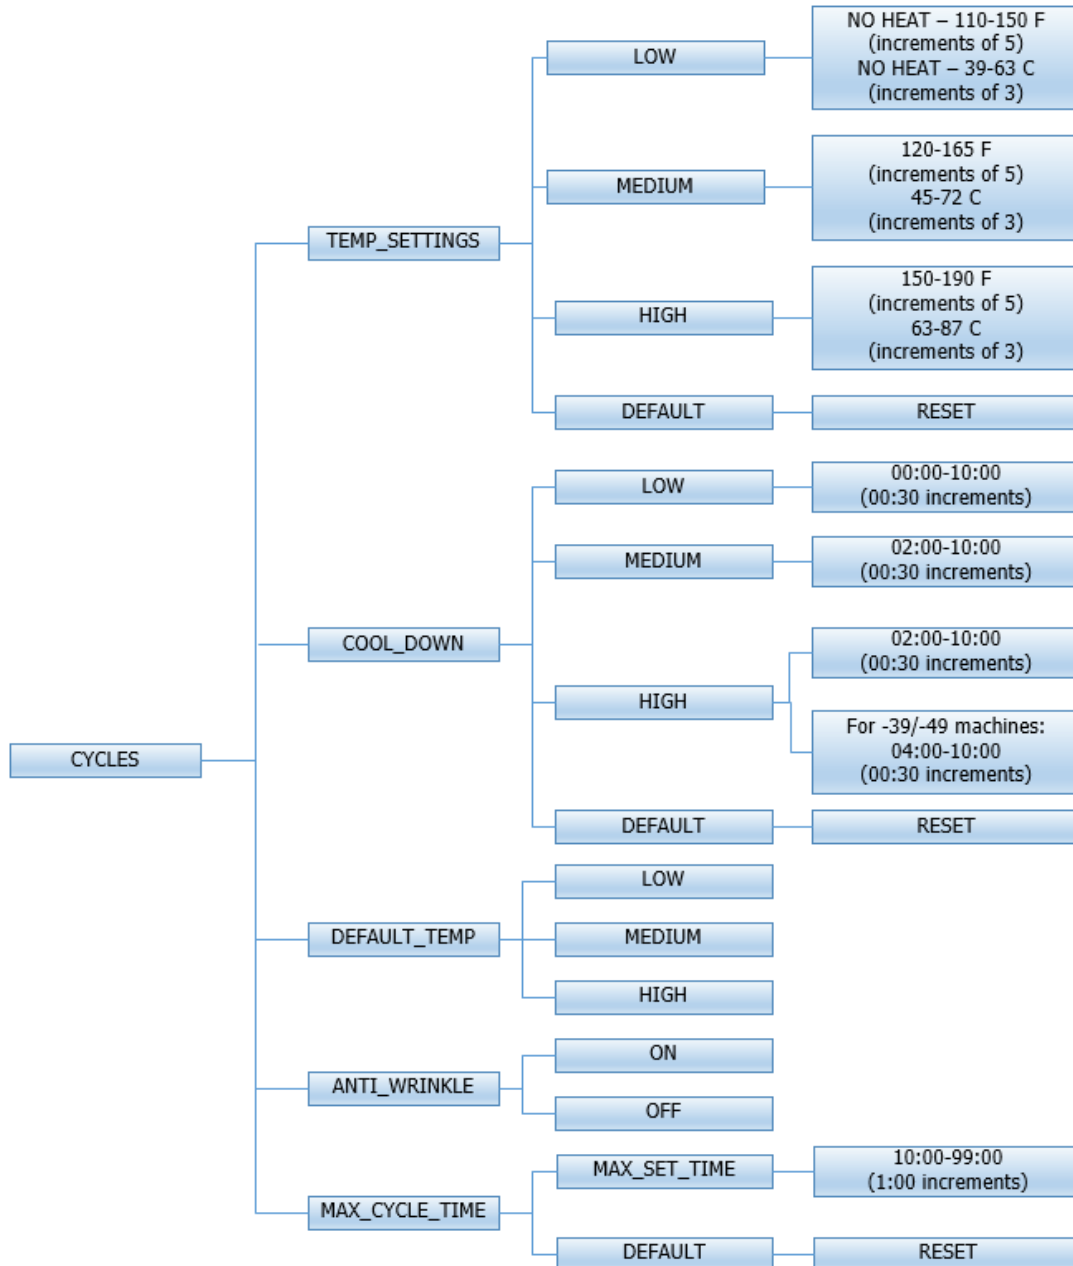 NO HEAT – 110-150 F
(increments of 5)
NO HEAT – 39-63 C
(increments of 3)
LOW
120-165 F
(increments of 5)
45-72 C
(increments of 3)
MEDIUM
TEMP_SETTINGS
150-190 F
(increments of 5)
63-87 C
(increments of 3)
HIGH
DEFAULT
RESET
LOW
00:00-10:00
(00:30 increments)
MEDIUM
02:00-10:00
(00:30 increments)
COOL_DOWN
02:00-10:00
(00:30 increments)
HIGH
For -39/-49 machines:
04:00-10:00
(00:30 increments)
CYCLES
DEFAULT
RESET
LOW
DEFAULT_TEMP
MEDIUM
HIGH
ON
ANTI_WRINKLE
OFF
MAX_SET_TIME
10:00-99:00
(1:00 increments)
MAX_CYCLE_TIME
DEFAULT
RESET